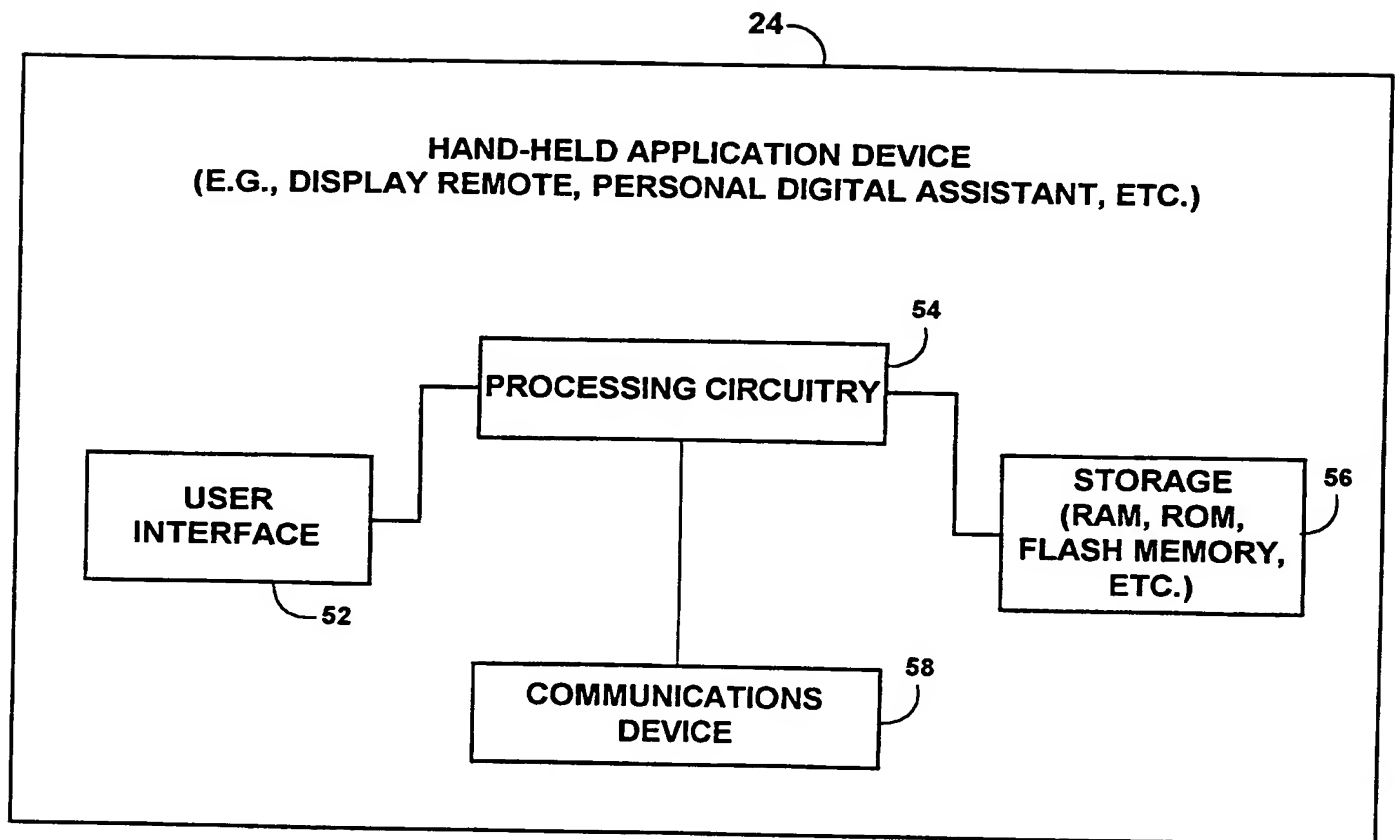 24
HAND-HELD APPLICATION DEVICE
(E.G., DISPLAY REMOTE, PERSONAL DIGITAL ASSISTANT, ETC.)
54
PROCESSING CIRCUITRY
USER
INTERFACE
52
STORAGE
(RAM, ROM,
FLASH MEMORY,
ETC.)
56
COMMUNICATIONS
DEVICE
58